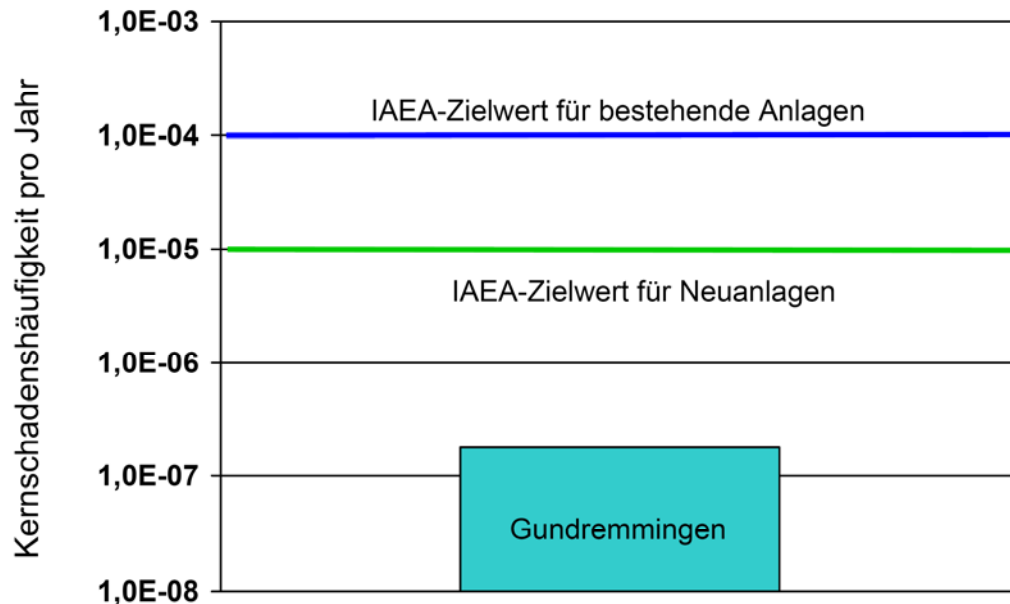 Kernschadenshäufigkeit pro Jahr
1,0E-03
IAEA-Zielwert für bestehende Anlagen
1,0E-04
1,0E-05
IAEA-Zielwert für Neuanlagen
1,0E-06
1,0E-07
Gundremmingen
1,0E-08